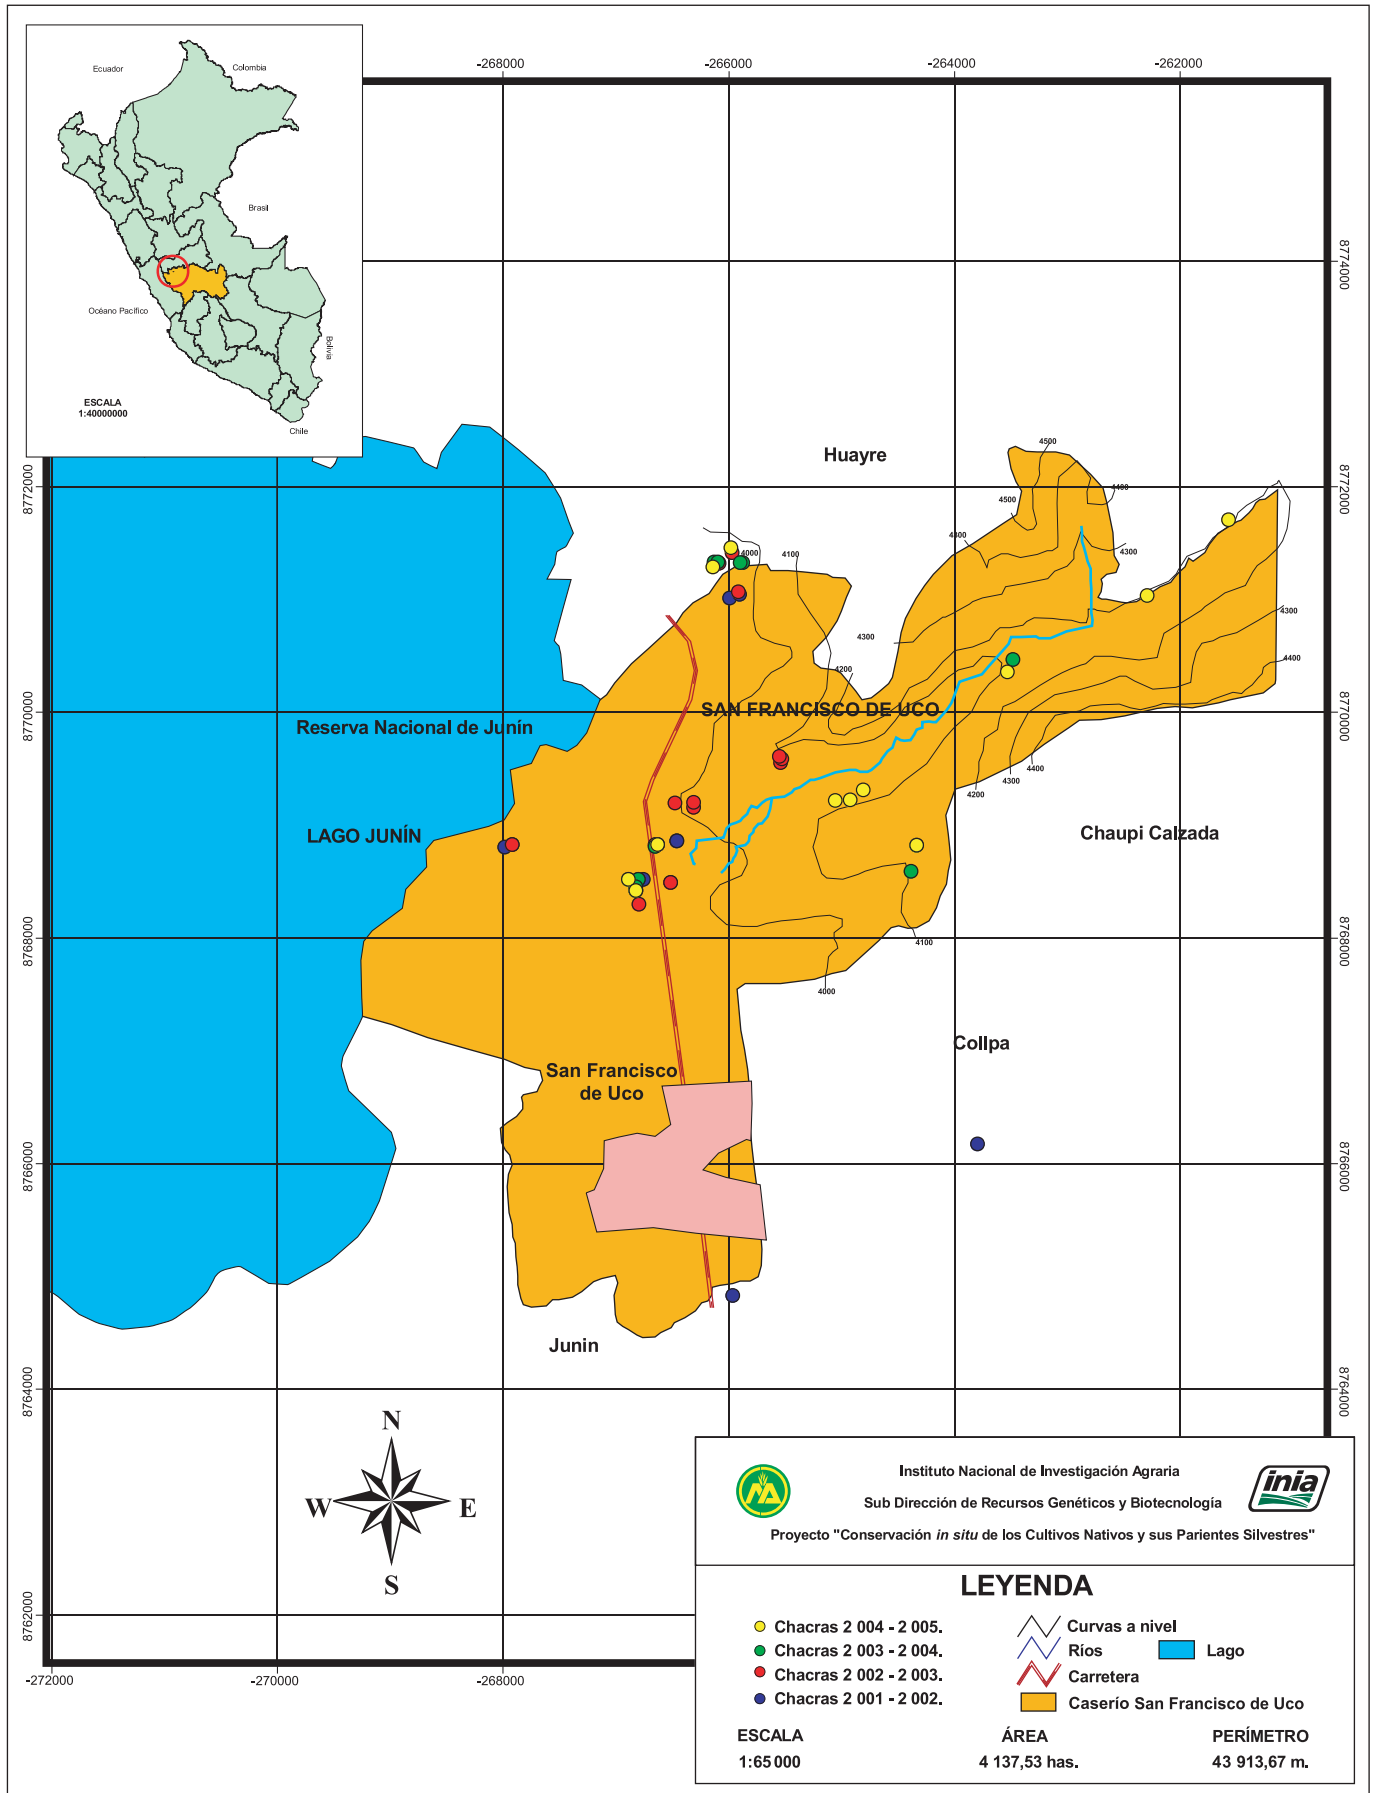 Ecuador
Colombia
Brasil
Océano Pacífico
Bolivia
ESCALA
1:40000000
Chile
-268000
-266000
-264000
-262000
8774000
8772000
8772000
8770000
8770000
8768000
8768000
8766000
8766000
8764000
8764000
8762000
-272000
-270000
-268000
Huayre
4500
4500
4400
4300
4300
4000
4100
4300
4200
4300
4400
SAN FRANCISCO DE UCO
Reserva Nacional de Junín
4400
4300
4200
LAGO JUNÍN
Chaupi Calzada
4100
4000
Collpa
San Francisco
de Uco
Junin
N
W
E
S
Instituto Nacional de Investigación Agraria
Sub Dirección de Recursos Genéticos y Biotecnología
inia
Proyecto "Conservación in situ de los Cultivos Nativos y sus Parientes Silvestres"
LEYENDA
Chacras 2 004 - 2 005.
Chacras 2 003 - 2 004.
Chacras 2 002 - 2 003.
Chacras 2 001 - 2 002.
Curvas a nivel
Ríos
Lago
Carretera
Caserío San Francisco de Uco
ESCALA
1:65 000
ÁREA
4 137,53 has.
PERÍMETRO
43 913,67 m.